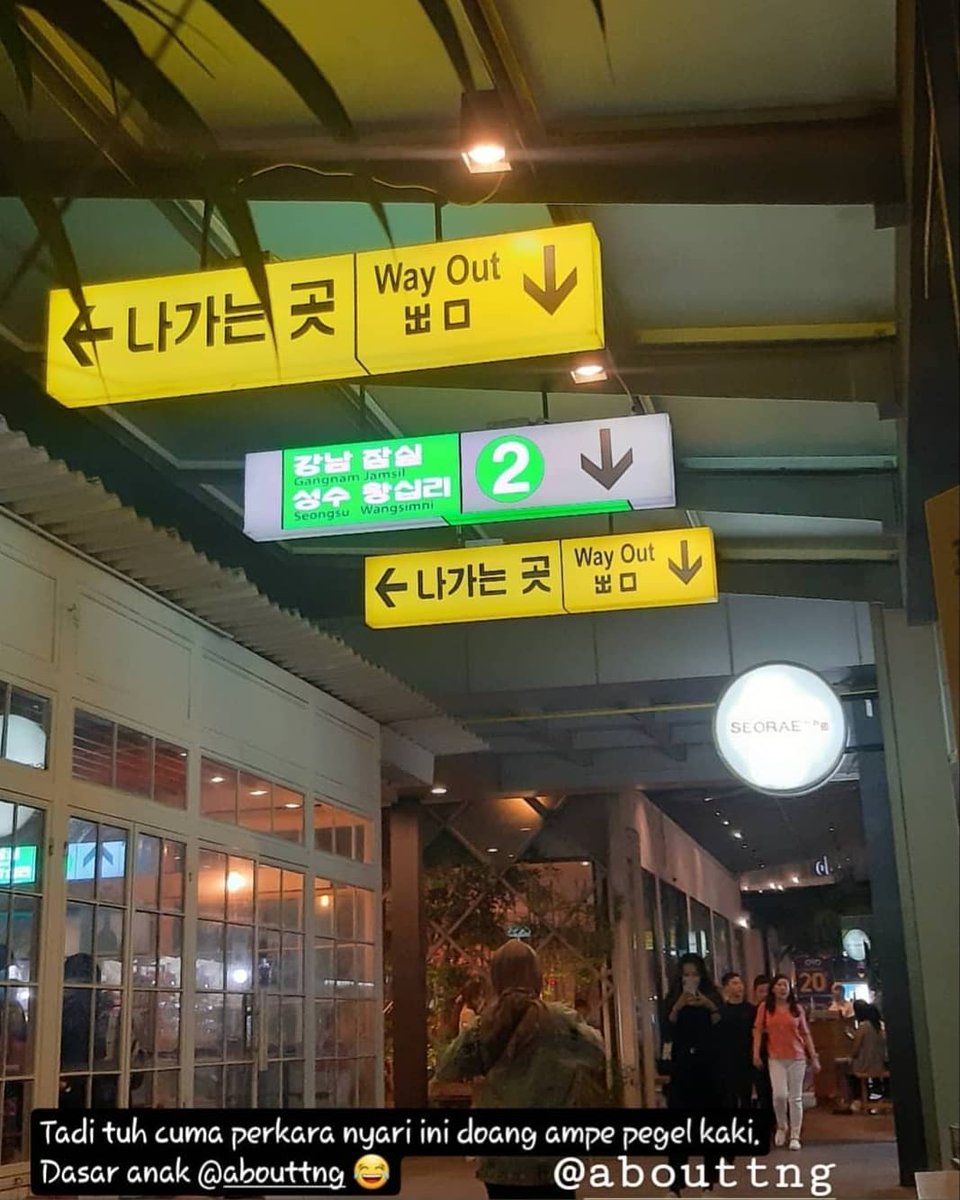 ← 나가는 곳 Way Out ↓
出口
강남 잠실 2 ↓
Gangnam Jamsil
성수 왕십리
Seongsu Wangsimni
← 나가는 곳 Way Out ↓
出口
SEORAE
20
Tadi tuh cuma perkara nyari ini doang ampe pegel kaki.
Dasar anak @abouttng 😂
@abouttng